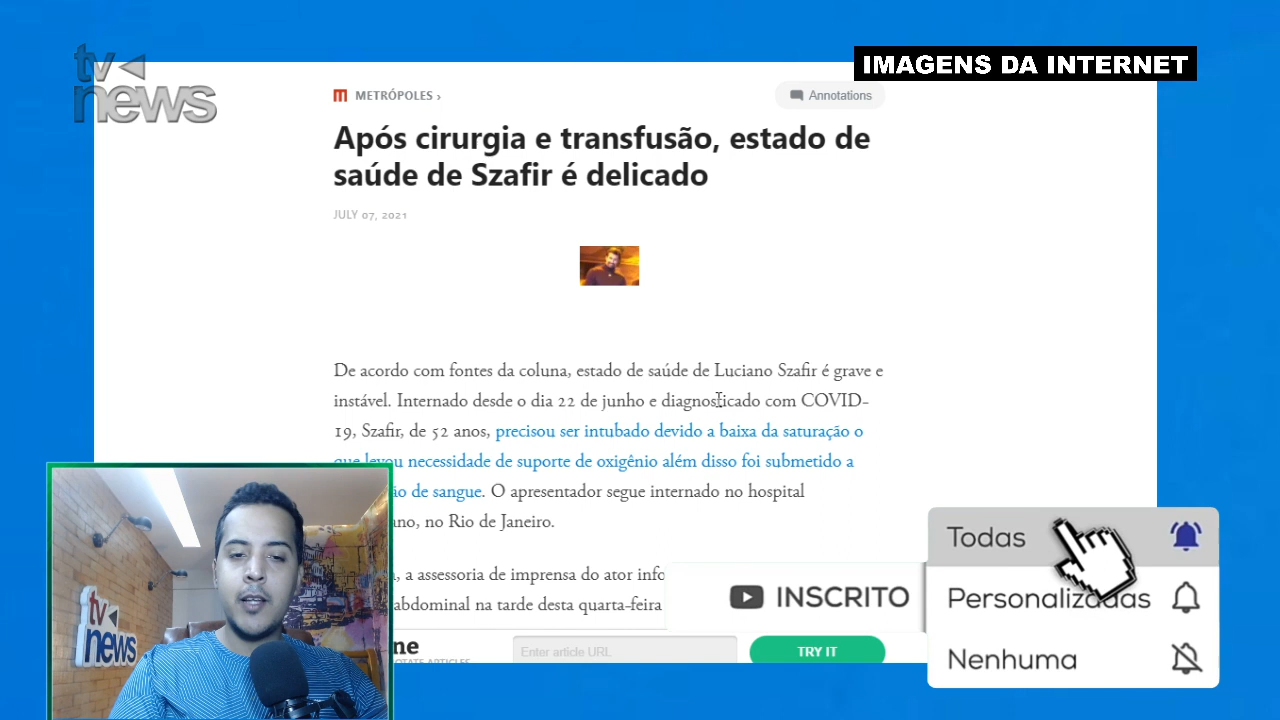 tv
news
IMAGENS DA INTERNET
METRÓPOLES ›
Annotations
Após cirurgia e transfusão, estado de
saúde de Szafir é delicado
JULY 07, 2021
De acordo com fontes da coluna, estado de saúde de Luciano Szafir é grave e
instável. Internado desde o dia 22 de junho e diagnosticado com COVID-
19, Szafir, de 52 anos, precisou ser intubado devido a baixa da saturação o
que levou necessidade de suporte de oxigênio além disso foi submetido a
de sangue. O apresentador segue internado no hospital
no Rio de Janeiro.
a assessoria de imprensa do ator
abdominal na tarde desta quarta-feira
Enter article URL
TRY IT
INSCRITO
Todas
Personalizadas
Nenhuma
tv
news